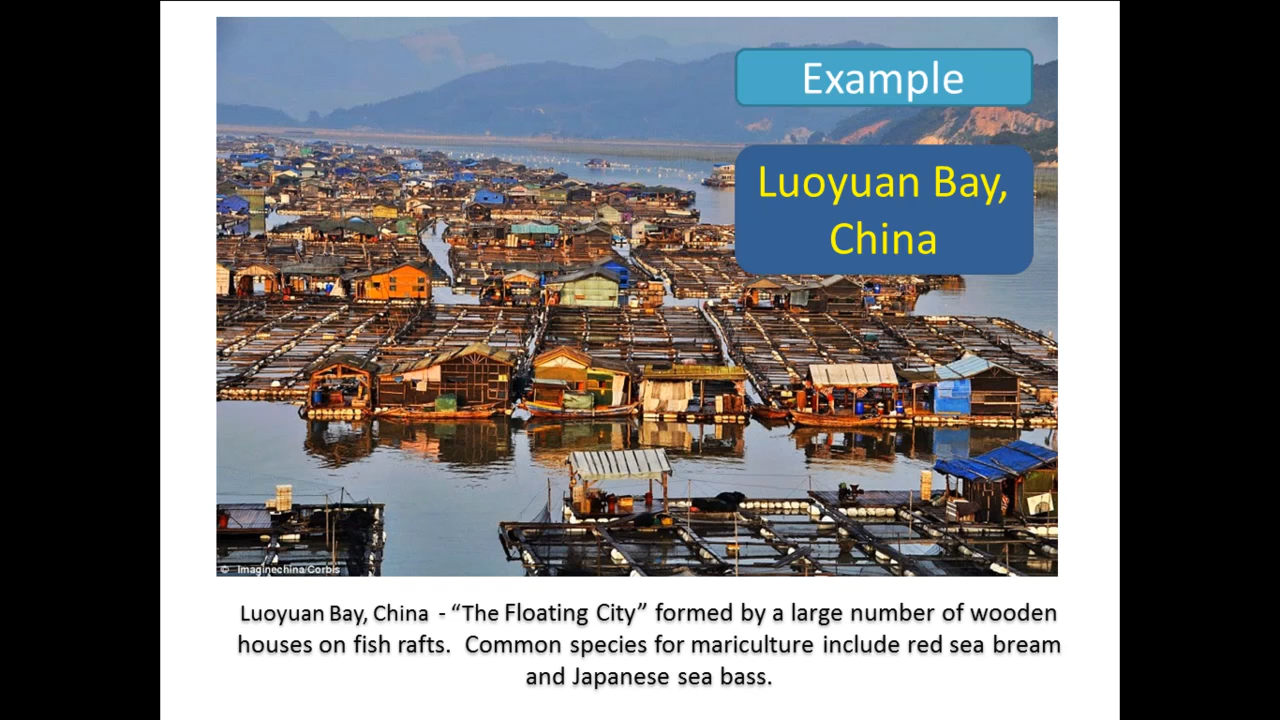 Example
Luoyuan Bay,
China
© Imaginechina/Corbis
Luoyuan Bay, China - “The Floating City” formed by a large number of wooden
houses on fish rafts. Common species for mariculture include red sea bream
and Japanese sea bass.